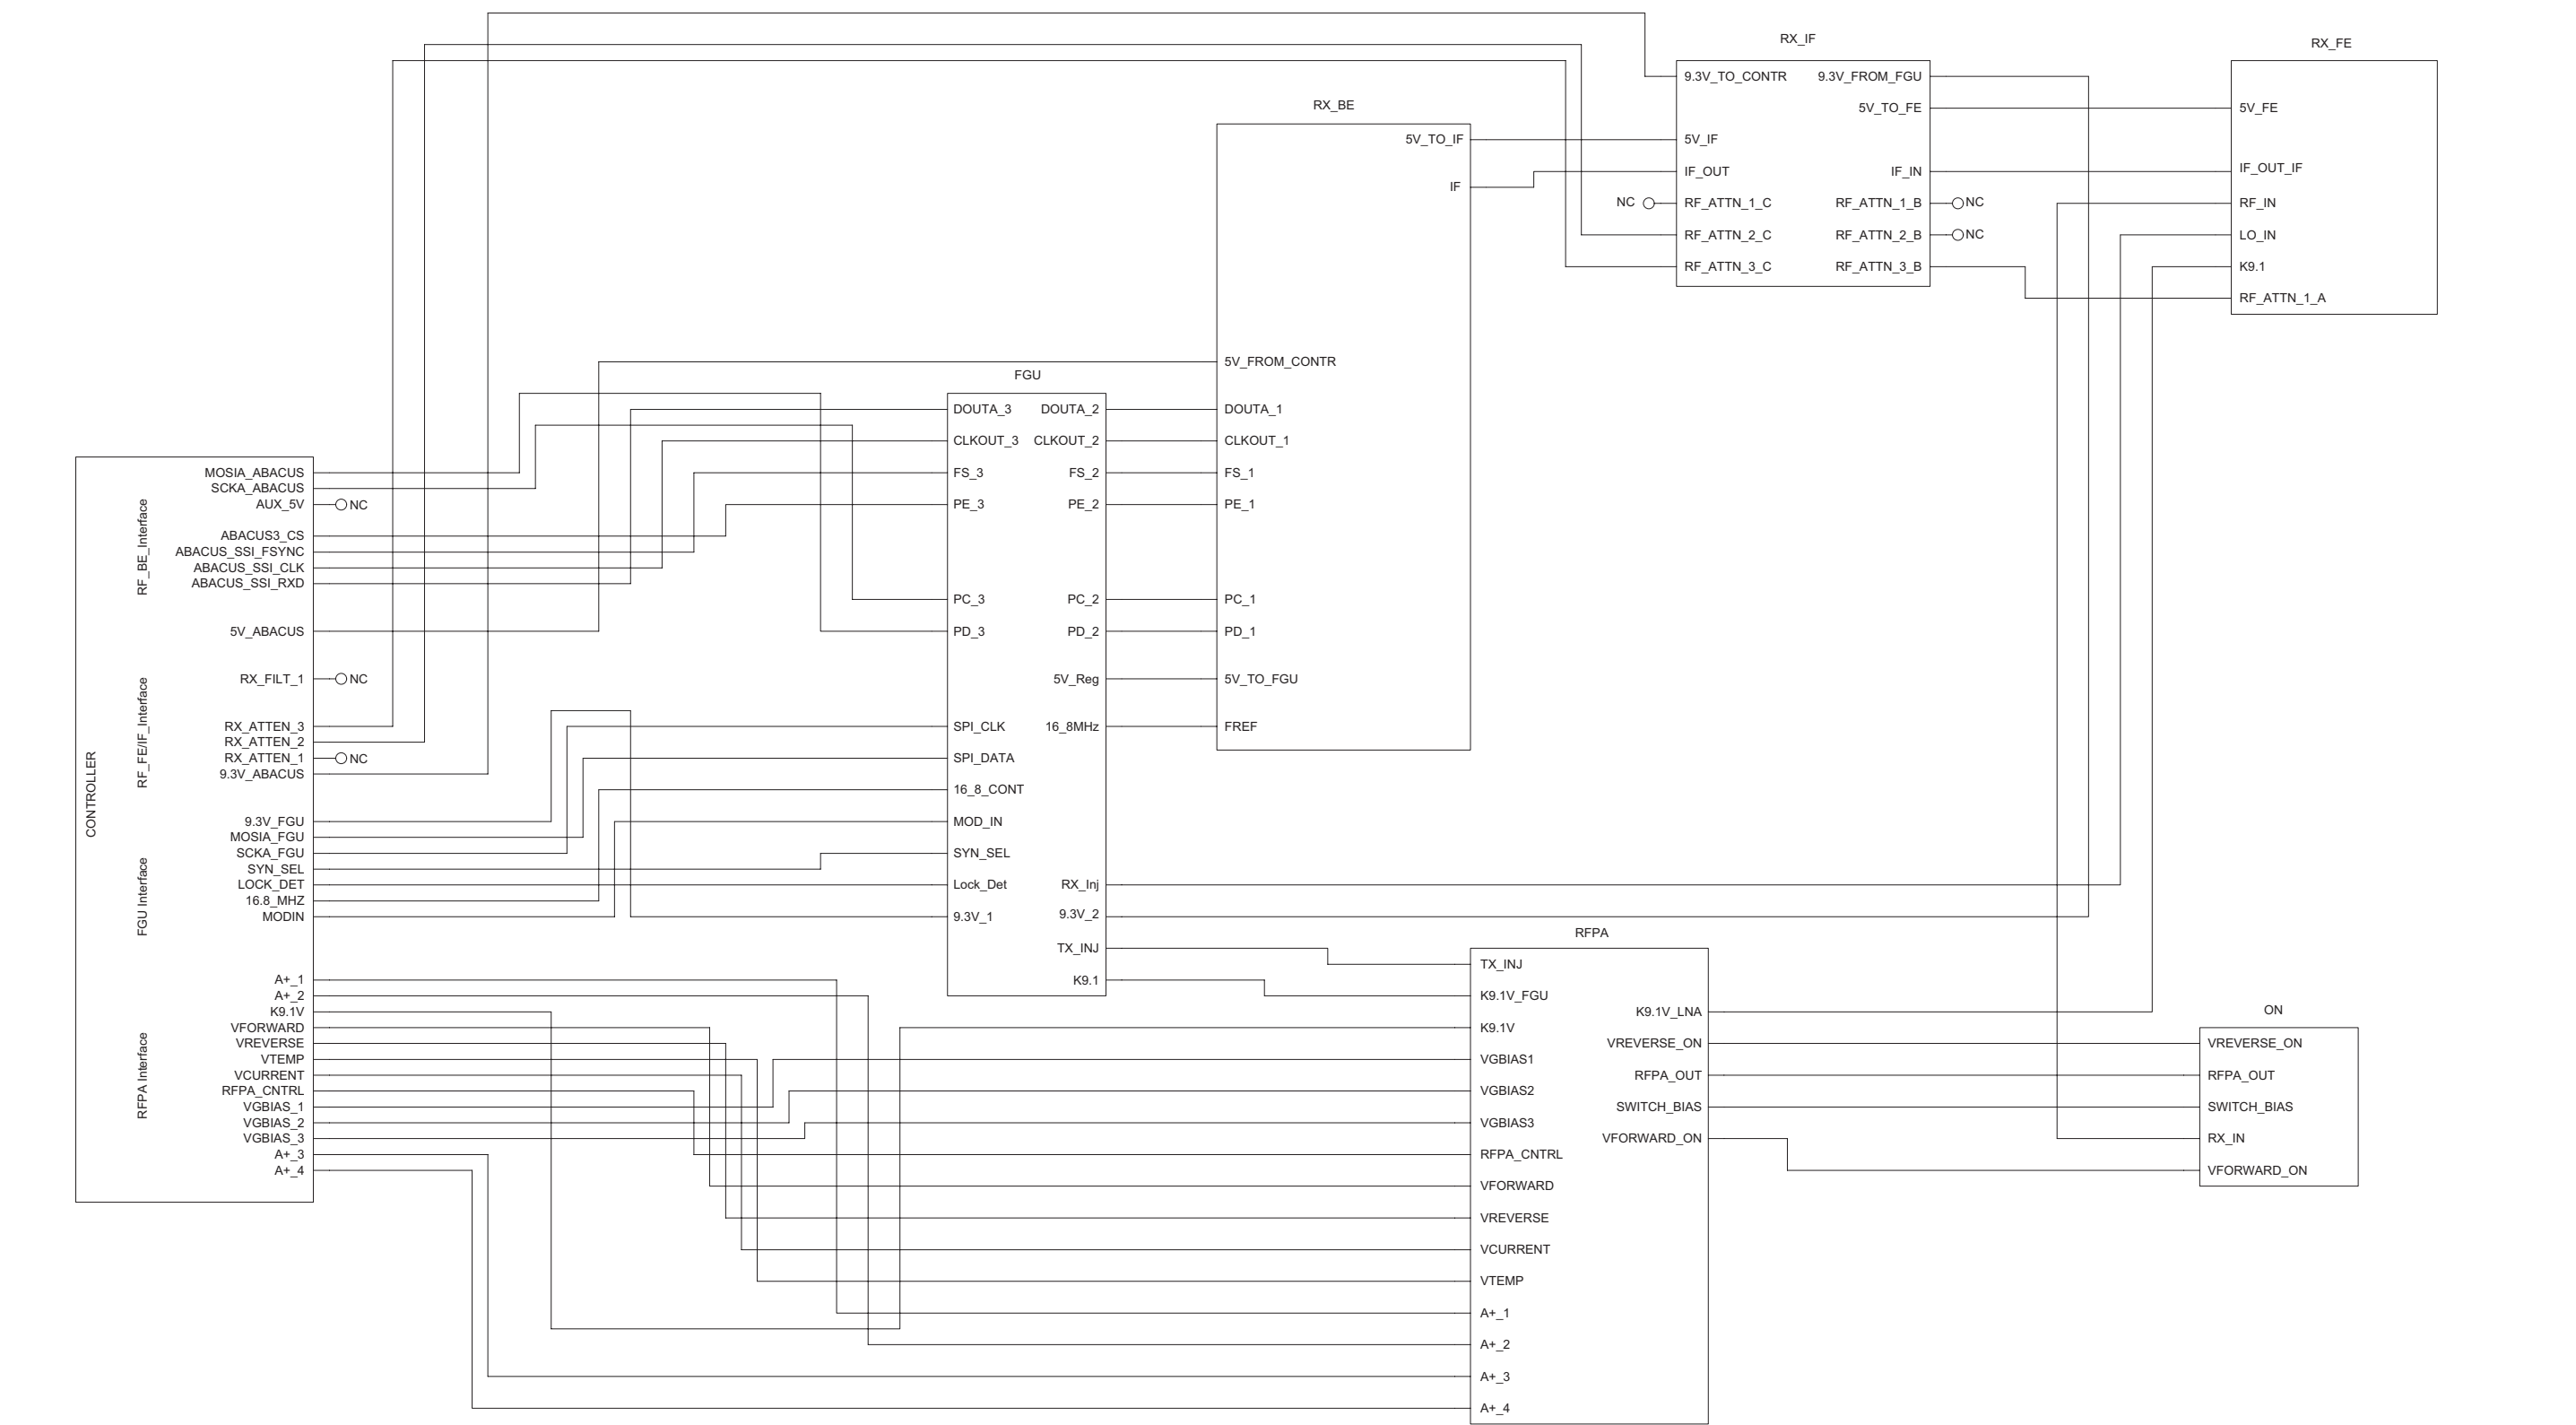 RX_IF
9.3V_TO_CONTR
5V_IF
IF_OUT
NC
RF_ATTN_1_C
RF_ATTN_2_C
RF_ATTN_3_C
9.3V_FROM_FGU
5V_TO_FE
IF_IN
RF_ATTN_1_B
NC
RF_ATTN_2_B
NC
RF_ATTN_3_B
RX_FE
5V_FE
IF_OUT_IF
RF_IN
LO_IN
K9.1
RF_ATTN_1_A
RX_BE
5V_TO_IF
IF
5V_FROM_CONTR
DOUTA_1
CLKOUT_1
FS_1
PE_1
PC_1
PD_1
5V_TO_FGU
FREF
FGU
DOUTA_3
CLKOUT_3
FS_3
PE_3
PC_3
PD_3
SPI_CLK
SPI_DATA
16_8_CONT
MOD_IN
SYN_SEL
Lock_Det
9.3V_1
DOUTA_2
CLKOUT_2
FS_2
PE_2
PC_2
PD_2
5V_Reg
16_8MHz
RX_Inj
9.3V_2
TX_INJ
K9.1
CONTROLLER
RF_BE_Interface
MOSIA_ABACUS
SCKA_ABACUS
AUX_5V
NC
ABACUS3_CS
ABACUS_SSI_FSYNC
ABACUS_SSI_CLK
ABACUS_SSI_RXD
5V_ABACUS
RF_FE/IF_Interface
RX_FILT_1
NC
RX_ATTEN_3
RX_ATTEN_2
RX_ATTEN_1
NC
9.3V_ABACUS
FGU Interface
9.3V_FGU
MOSIA_FGU
SCKA_FGU
SYN_SEL
LOCK_DET
16.8_MHZ
MODIN
RFPA Interface
A+_1
A+_2
K9.1V
VFORWARD
VREVERSE
VTEMP
VCURRENT
RFPA_CNTRL
VGBIAS_1
VGBIAS_2
VGBIAS_3
A+_3
A+_4
RFPA
TX_INJ
K9.1V_FGU
K9.1V
VGBIAS1
VGBIAS2
VGBIAS3
RFPA_CNTRL
VFORWARD
VREVERSE
VCURRENT
VTEMP
A+_1
A+_2
A+_3
A+_4
K9.1V_LNA
VREVERSE_ON
RFPA_OUT
SWITCH_BIAS
VFORWARD_ON
ON
VREVERSE_ON
RFPA_OUT
SWITCH_BIAS
RX_IN
VFORWARD_ON